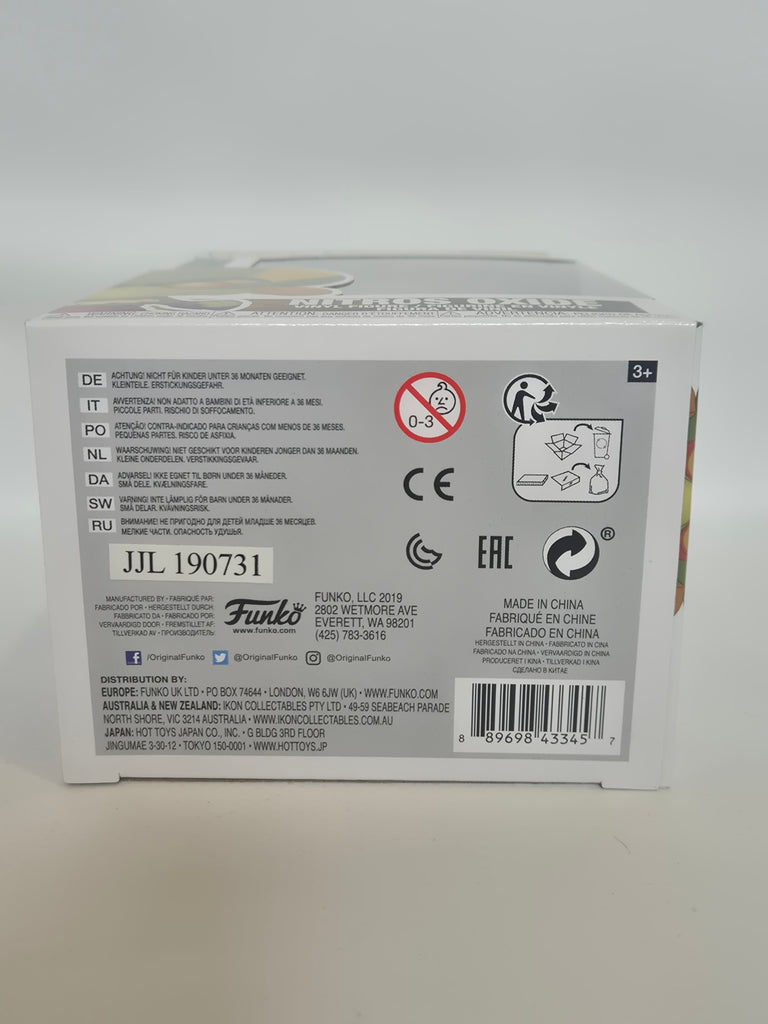 NITROS OXIDE
3+
DE ACHTUNG! NICHT FÜR KINDER UNTER 36 MONATEN GEEIGNET.
KLEINTEILE. ERSTICKUNGSGEFAHR.
IT AVVERTENZA! NON ADATTO A BAMBINI DI ETÀ INFERIORE A 36 MESI.
PICCOLE PARTI. RISCHIO DI SOFFOCAMENTO.
PO ATENÇÃO! CONTRA-INDICADO PARA CRIANÇAS COM MENOS DE 36 MESES.
PEQUENAS PARTES. RISCO DE ASFIXIA.
NL WAARSCHUWING! NIET GESCHIKT VOOR KINDEREN JONGER DAN 36 MAANDEN.
KLEINE ONDERDELEN. VERSTIKKINGSGEVAAR.
DA ADVARSEL! IKKE EGNET TIL BØRN UNDER 36 MÅNEDER.
SMÅ DELE. KVÆLNINGSFARE.
SW VARNING! INTE LÄMPLIG FÖR BARN UNDER 36 MÅNADER.
SMÅ DELAR. KVÄVNINGSRISK.
RU ВНИМАНИЕ! НЕ ПРИГОДНО ДЛЯ ДЕТЕЙ МЛАДШЕ 36 МЕСЯЦЕВ.
МЕЛКИЕ ЧАСТИ. ОПАСНОСТЬ УДУШЬЯ.
0-3
CE
EAC
®
JJL 190731
MANUFACTURED BY • FABRIQUÉ PAR:
FABRICADO POR • HERGESTELLT DURCH:
FABBRICATO DA • FABRICADO POR:
VERVAARDIGD DOOR • FREMSTILLET AF:
TILLVERKAD AV • ПРОИЗВОДИТЕЛЬ:
Funko
www.funko.com
FUNKO, LLC 2019
2802 WETMORE AVE
EVERETT, WA 98201
(425) 783-3616
MADE IN CHINA
FABRIQUÉ EN CHINE
FABRICADO EN CHINA
HERGESTELLT IN CHINA • FABBRICATO IN CINA
FABRICADO NA CHINA • VERVAARDIGD IN CHINA
PRODUCERET I KINA • TILLVERKAD I KINA
СДЕЛАНО В КИТАЕ
f /OriginalFunko @OriginalFunko @OriginalFunko
DISTRIBUTION BY:
EUROPE: FUNKO UK LTD • PO BOX 74644 • LONDON, W6 6JW (UK) • WWW.FUNKO.COM
AUSTRALIA & NEW ZEALAND: IKON COLLECTABLES PTY LTD • 49-59 SEABEACH PARADE
NORTH SHORE, VIC 3214 AUSTRALIA • WWW.IKONCOLLECTABLES.COM.AU
JAPAN: HOT TOYS JAPAN CO., INC. • G BLDG 3RD FLOOR
JINGUMAE 3-30-12 • TOKYO 150-0001 • WWW.HOTTOYS.JP
8 89698 43345 7